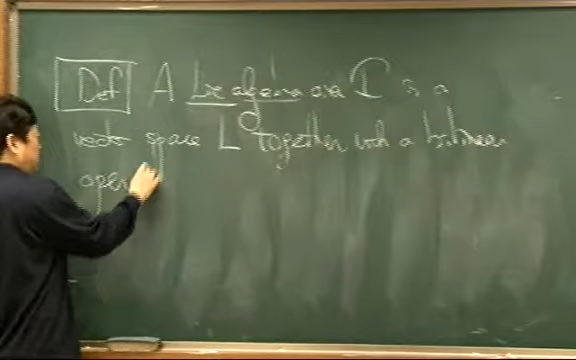 Def A Lie algebra over C is a
vector space L together with a bilinear
oper